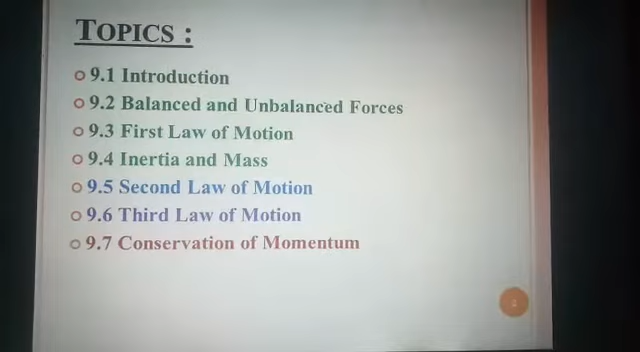 TOPICS :
9.1 Introduction
9.2 Balanced and Unbalanced Forces
9.3 First Law of Motion
9.4 Inertia and Mass
9.5 Second Law of Motion
9.6 Third Law of Motion
9.7 Conservation of Momentum